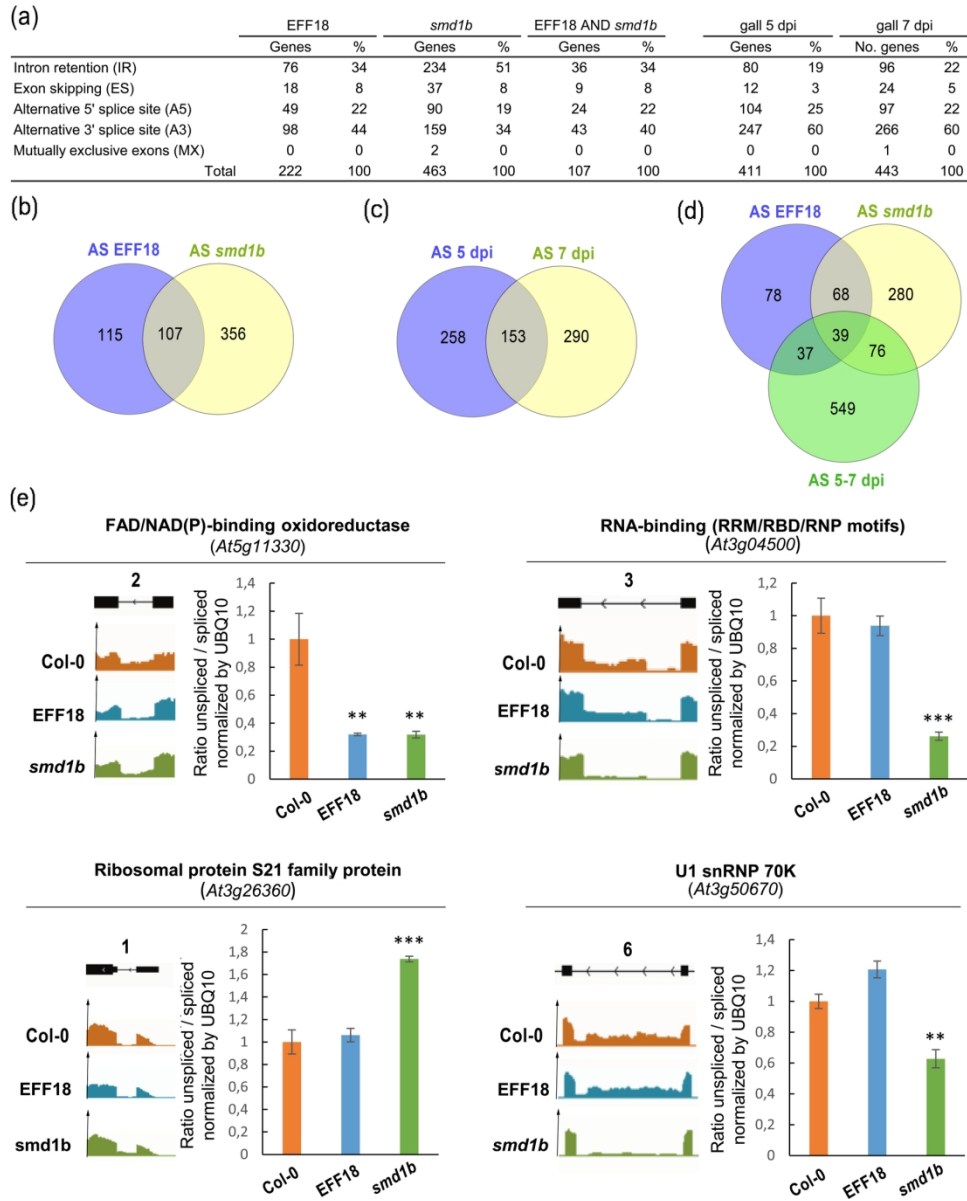 (a)
EFF18 smd1b EFF18 AND smd1b gall 5 dpi gall 7 dpi
Genes % Genes % Genes % Genes % No. genes %
Intron retention (IR) 76 34 234 51 36 34 80 19 96 22
Exon skipping (ES) 18 8 37 8 9 8 12 3 24 5
Alternative 5' splice site (A5) 49 22 90 19 24 22 104 25 97 22
Alternative 3' splice site (A3) 98 44 159 34 43 40 247 60 266 60
Mutually exclusive exons (MX) 0 0 2 0 0 0 0 0 1 0
Total 222 100 463 100 107 100 411 100 443 100
(b)
AS EFF18 AS smd1b
115 107 356
(c)
AS 5 dpi AS 7 dpi
258 153 290
(d)
AS EFF18 AS smd1b
78 68 280
39
37 76
549
AS 5-7 dpi
(e)
FAD/NAD(P)-binding oxidoreductase
(At5g11330)
2
Col-0
EFF18
smd1b
Ratio unspliced / spliced
normalized by UBQ10
1,4
1,2
1
0,8
0,6
0,4
0,2
0
** **
Col-0 EFF18 smd1b
RNA-binding (RRM/RBD/RNP motifs)
(At3g04500)
3
Col-0
EFF18
smd1b
Ratio unspliced / spliced
normalized by UBQ10
1,2
1
0,8
0,6
0,4
0,2
0
***
Col-0 EFF18 smd1b
Ribosomal protein S21 family protein
(At3g26360)
1
Col-0
EFF18
smd1b
Ratio unspliced / spliced
normalized by UBQ10
2
1,8
1,6
1,4
1,2
1
0,8
0,6
0,4
0,2
0
***
Col-0 EFF18 smd1b
U1 snRNP 70K
(At3g50670)
6
Col-0
EFF18
smd1b
Ratio unspliced / spliced
normalized by UBQ10
1,4
1,2
1
0,8
0,6
0,4
0,2
0
**
Col-0 EFF18 smd1b